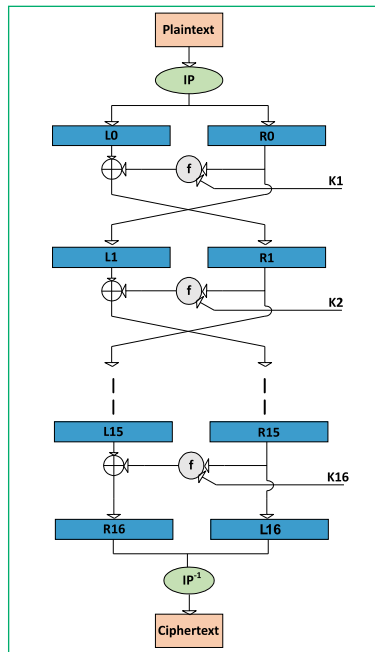 Plaintext
IP
L0 R0
f
K1
L1 R1
f
K2
L15 R15
f
K16
R16 L16
IP-1
Ciphertext